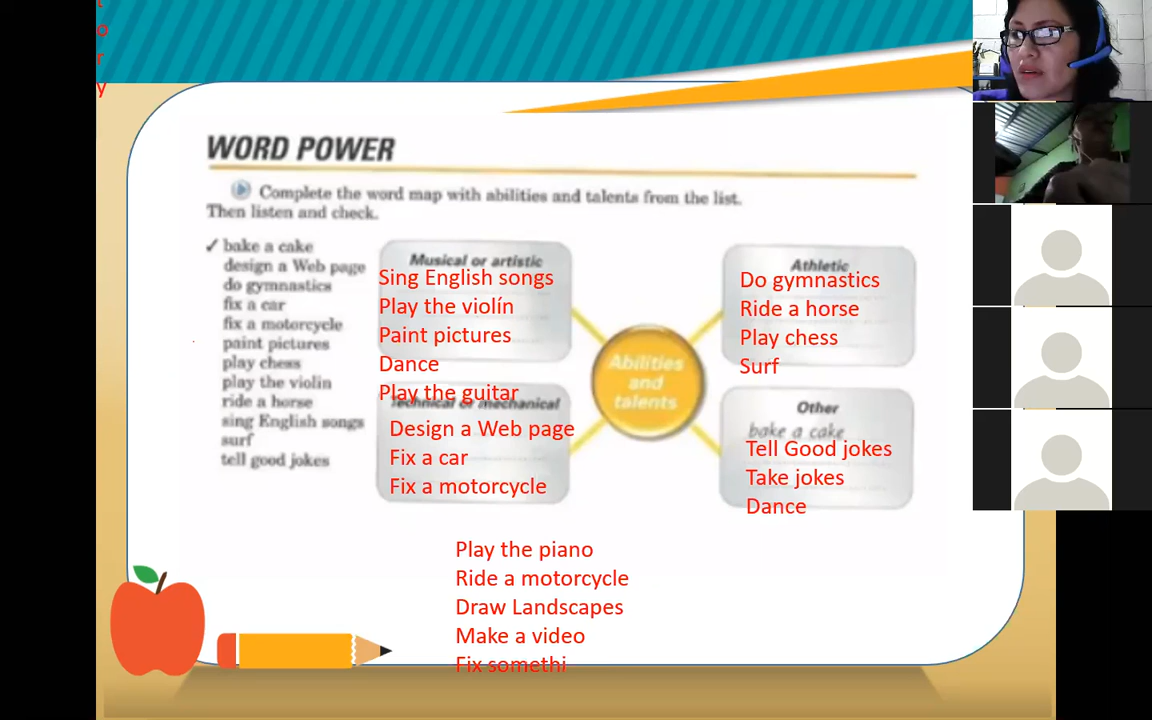 t
o
r
y
WORD POWER
Complete the word map with abilities and talents from the list.
Then listen and check.
✓ bake a cake
design a Web page
do gymnastics
fix a car
fix a motorcycle
paint pictures
play chess
play the violin
ride a horse
sing English songs
surf
tell good jokes
Musical or artistic
Sing English songs
Play the violín
Paint pictures
Dance
Play the guitar
Technical or mechanical
Design a Web page
Fix a car
Fix a motorcycle
Abilities
and
talents
Athletic
Do gymnastics
Ride a horse
Play chess
Surf
Other
bake a cake
Tell Good jokes
Take jokes
Dance
Play the piano
Ride a motorcycle
Draw Landscapes
Make a video
Fix somethi